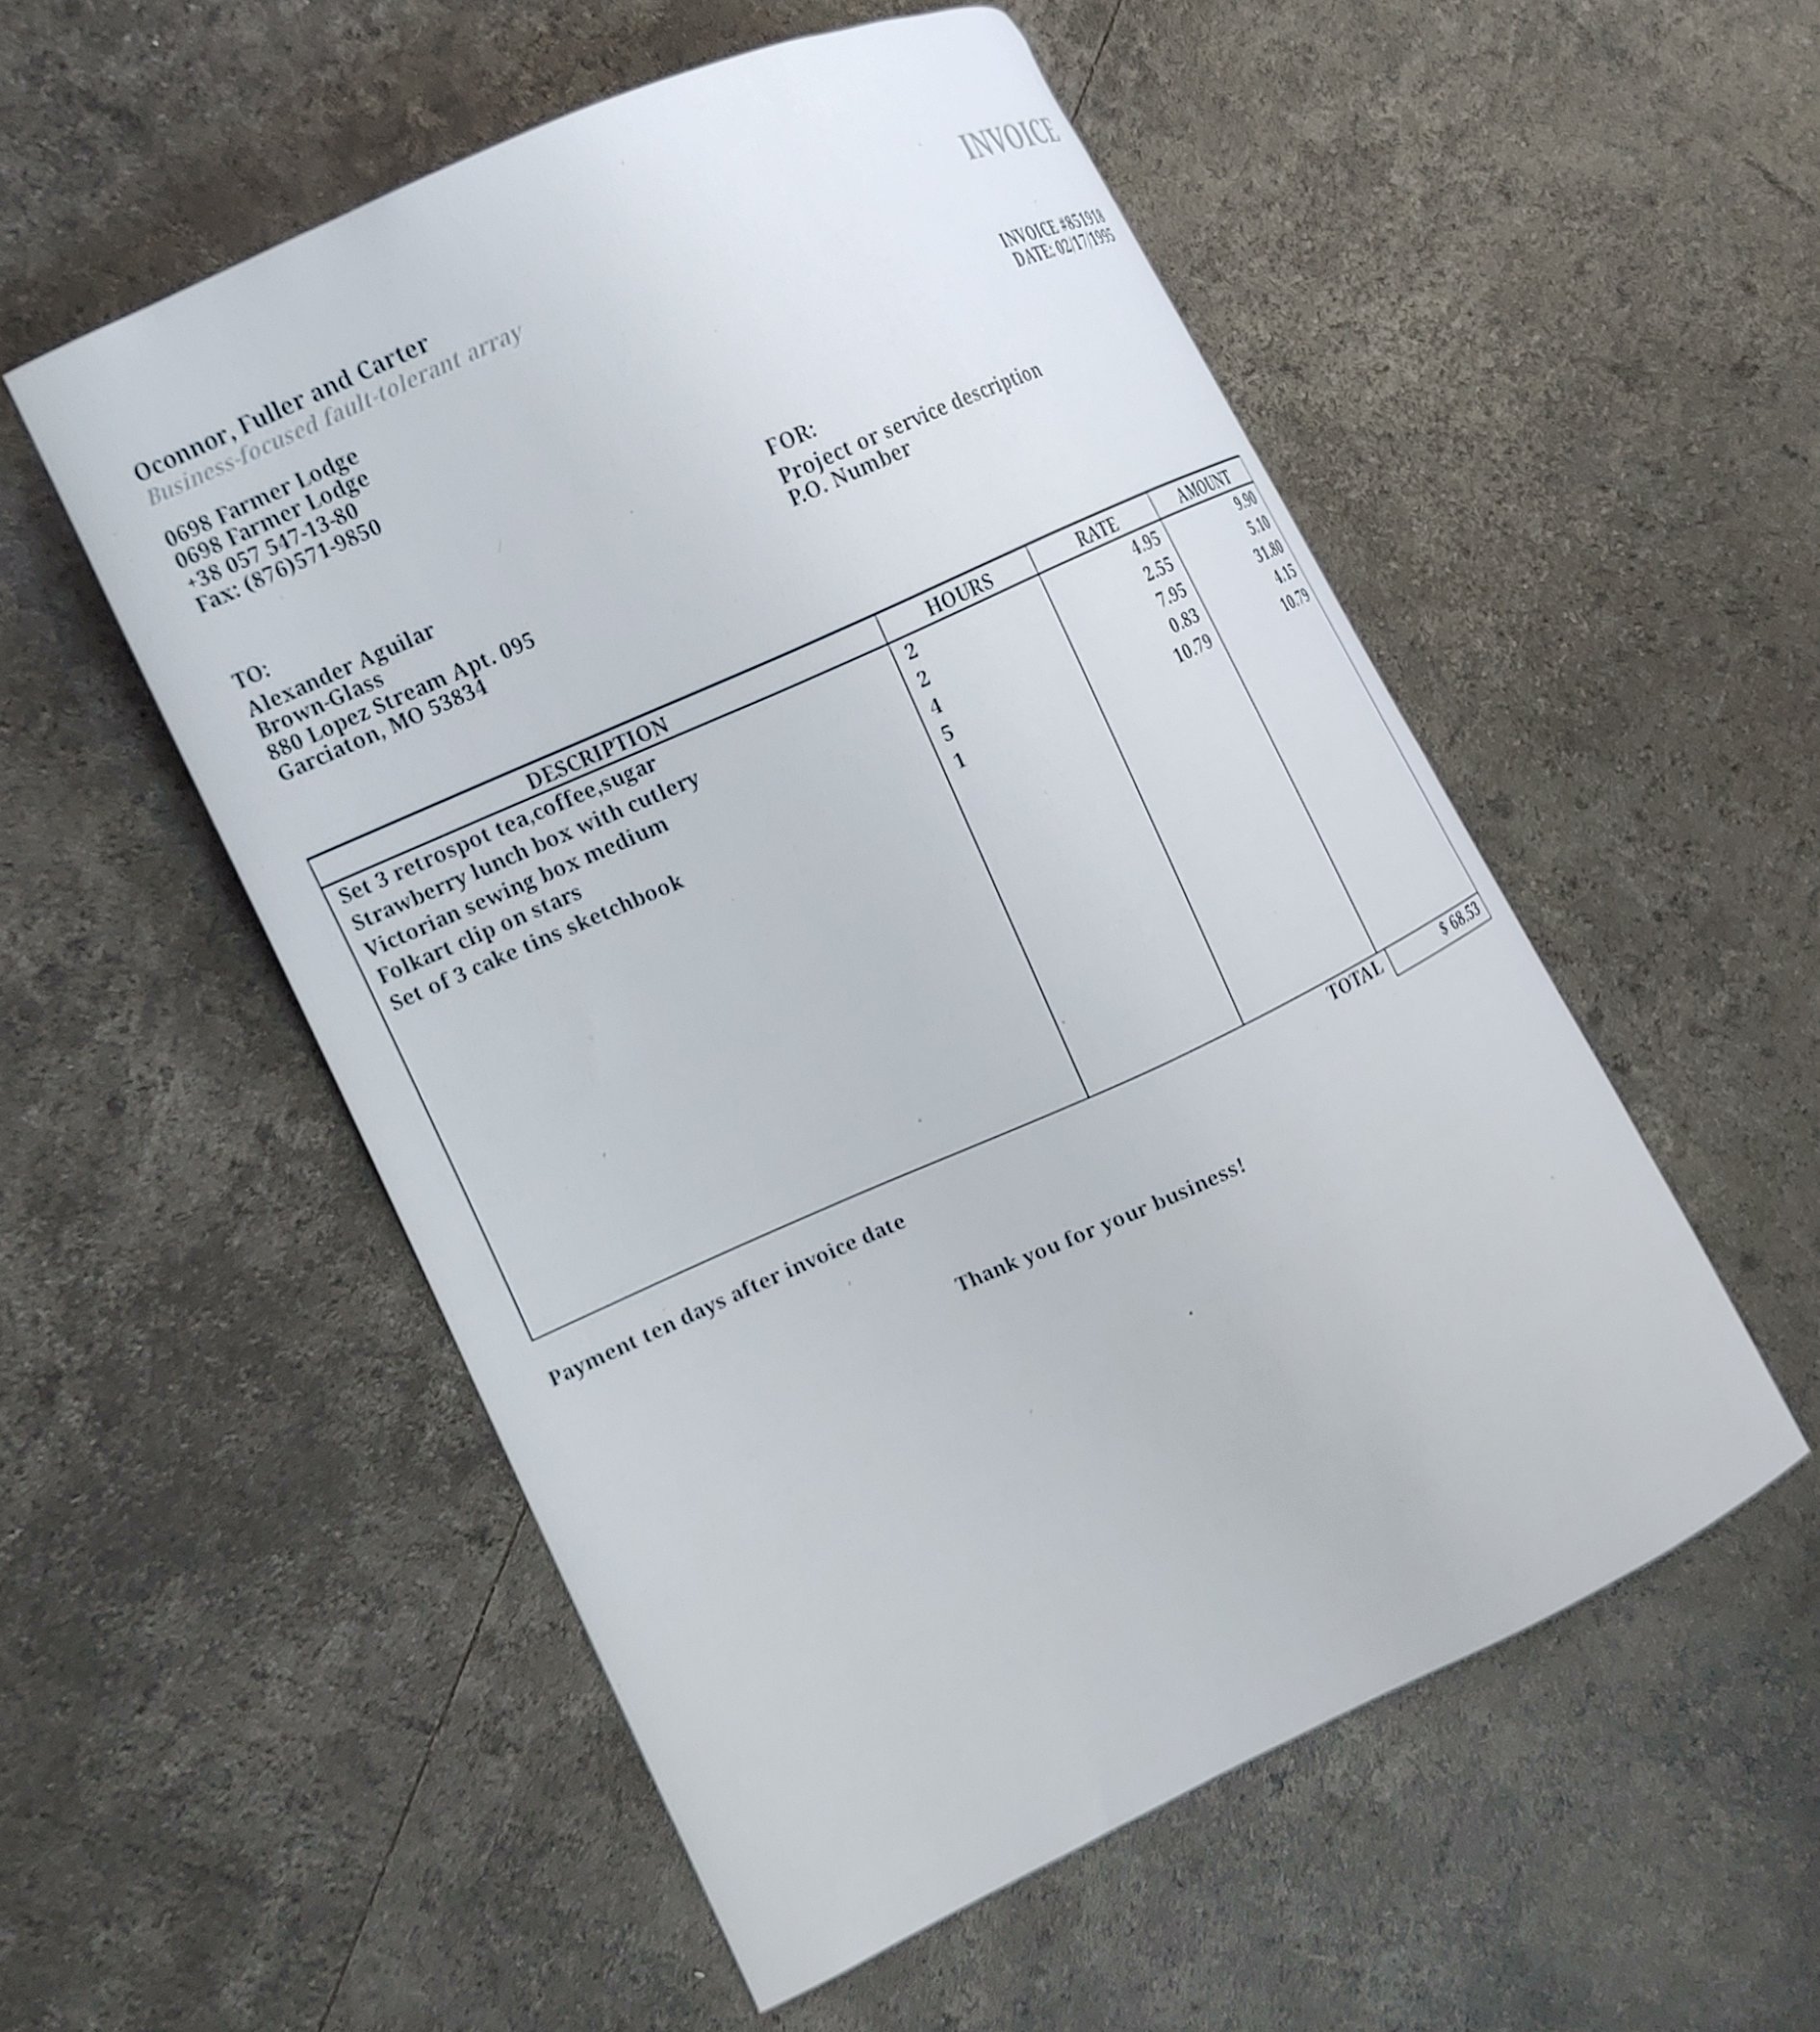 INVOICE
INVOICE #851918
DATE: 02/17/1995
Oconnor, Fuller and Carter
Business-focused fault-tolerant array
0698 Farmer Lodge
0698 Farmer Lodge
+38 057 547-13-80
Fax: (876)571-9850
FOR:
Project or service description
P.O. Number
TO:
Alexander Aguilar
Brown-Glass
880 Lopez Stream Apt. 095
Garciaton, MO 53834
DESCRIPTION HOURS RATE AMOUNT
Set 3 retrospot tea,coffee,sugar 2 4.95 9.90
Strawberry lunch box with cutlery 2 2.55 5.10
Victorian sewing box medium 4 7.95 31.80
Folkart clip on stars 5 0.83 4.15
Set of 3 cake tins sketchbook 1 10.79 10.79
TOTAL $ 68.53
Payment ten days after invoice date
Thank you for your business!